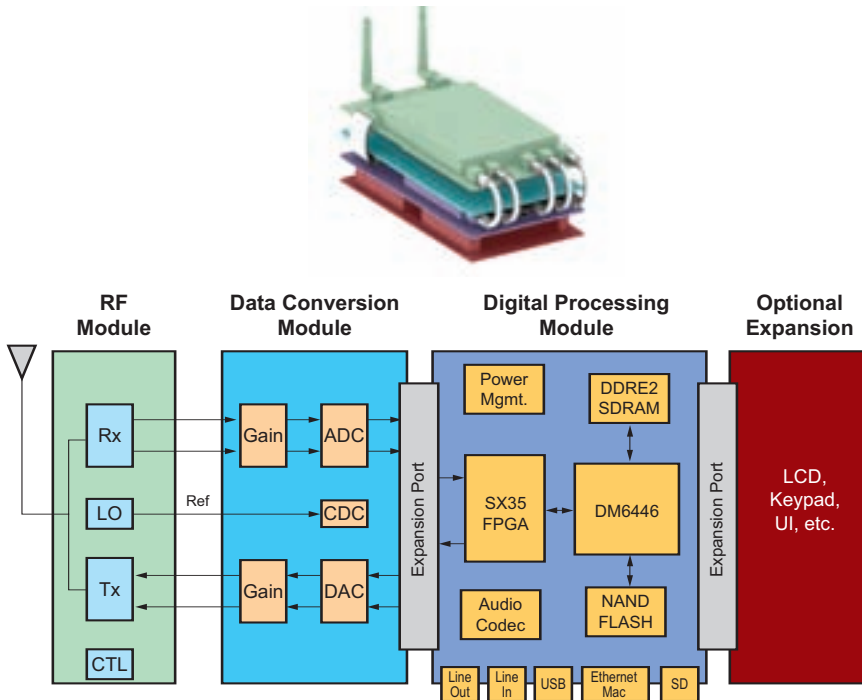 RF
Module
Data Conversion
Module
Digital Processing
Module
Optional
Expansion
Rx
LO
Tx
CTL
Ref
Gain
ADC
CDC
Gain
DAC
Expansion Port
Power
Mgmt.
SX35
FPGA
Audio
Codec
DDRE2
SDRAM
DM6446
NAND
FLASH
Expansion Port
LCD,
Keypad,
UI, etc.
Line
Out
Line
In
USB
Ethernet
Mac
SD